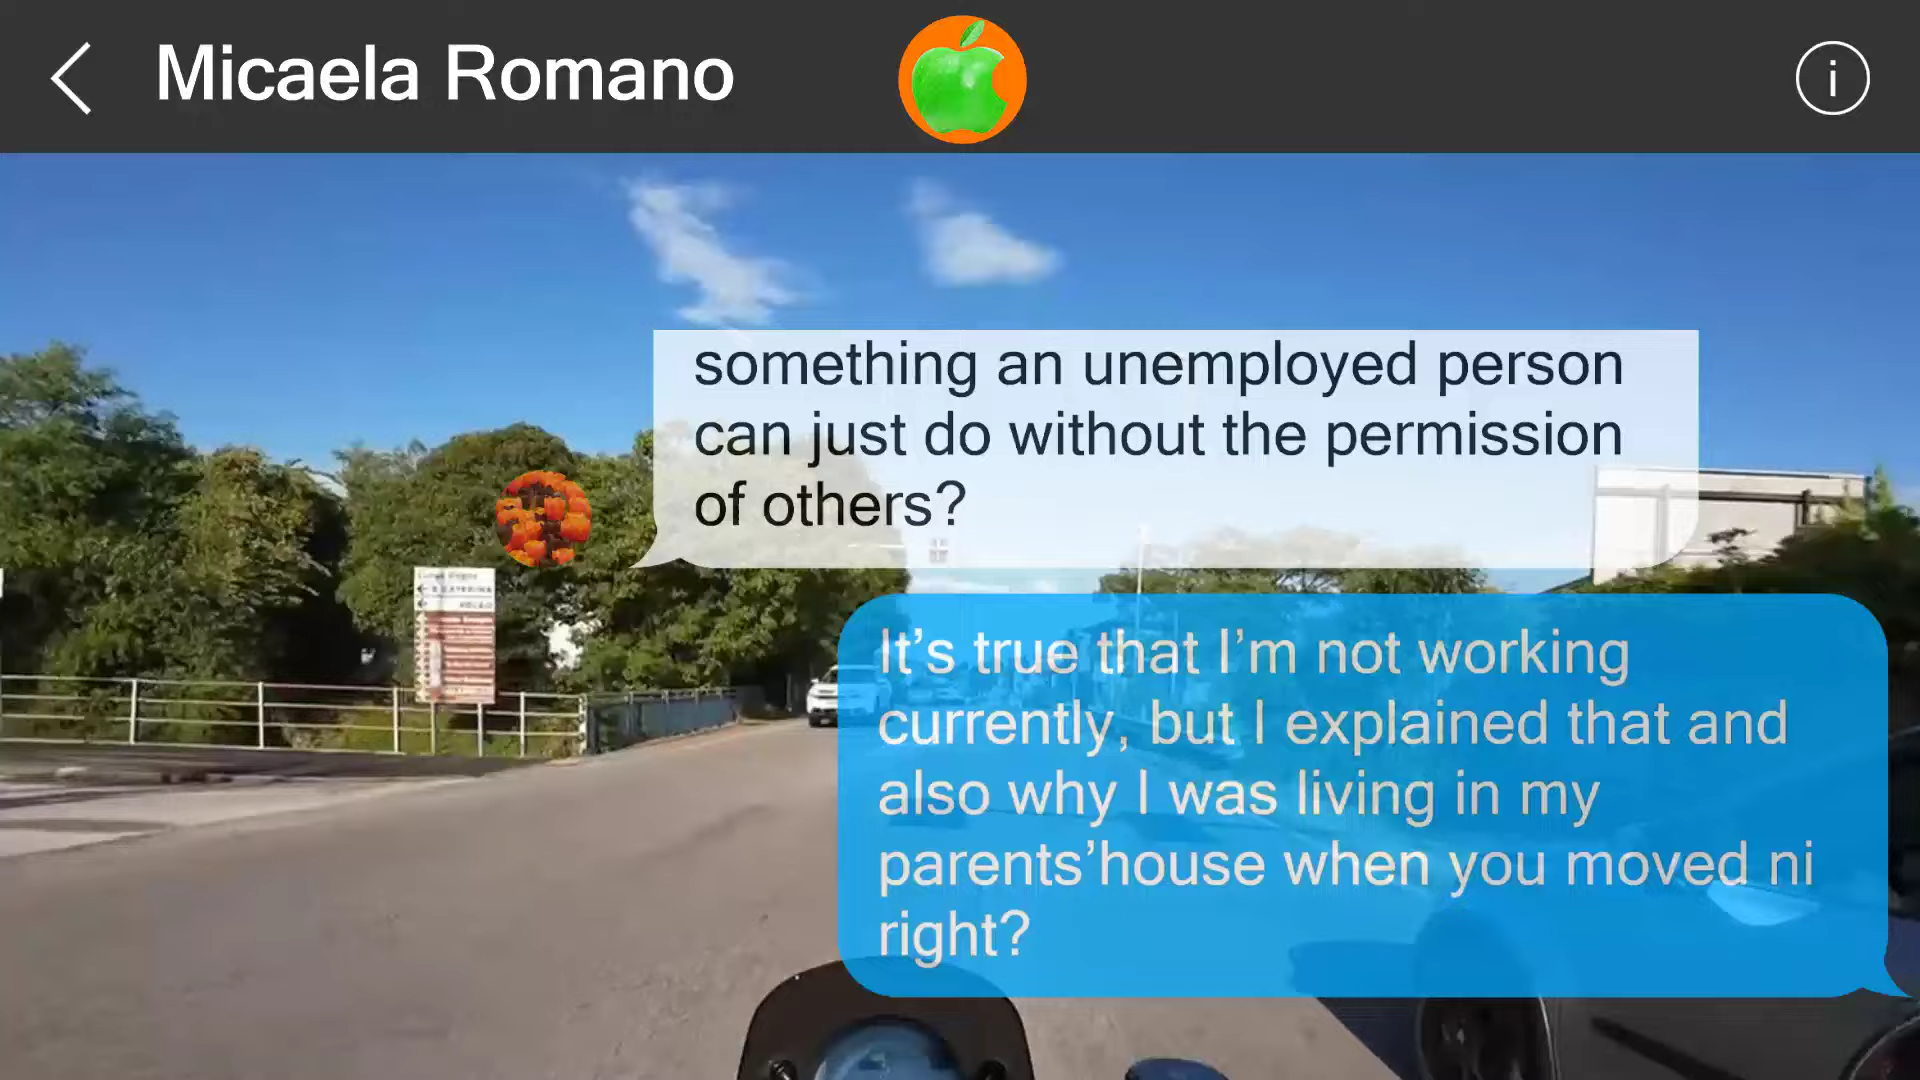 Micaela Romano
i
something an unemployed person
can just do without the permission
of others?
It’s true that I’m not working
currently, but I explained that and
also why I was living in my
parents’house when you moved ni
right?